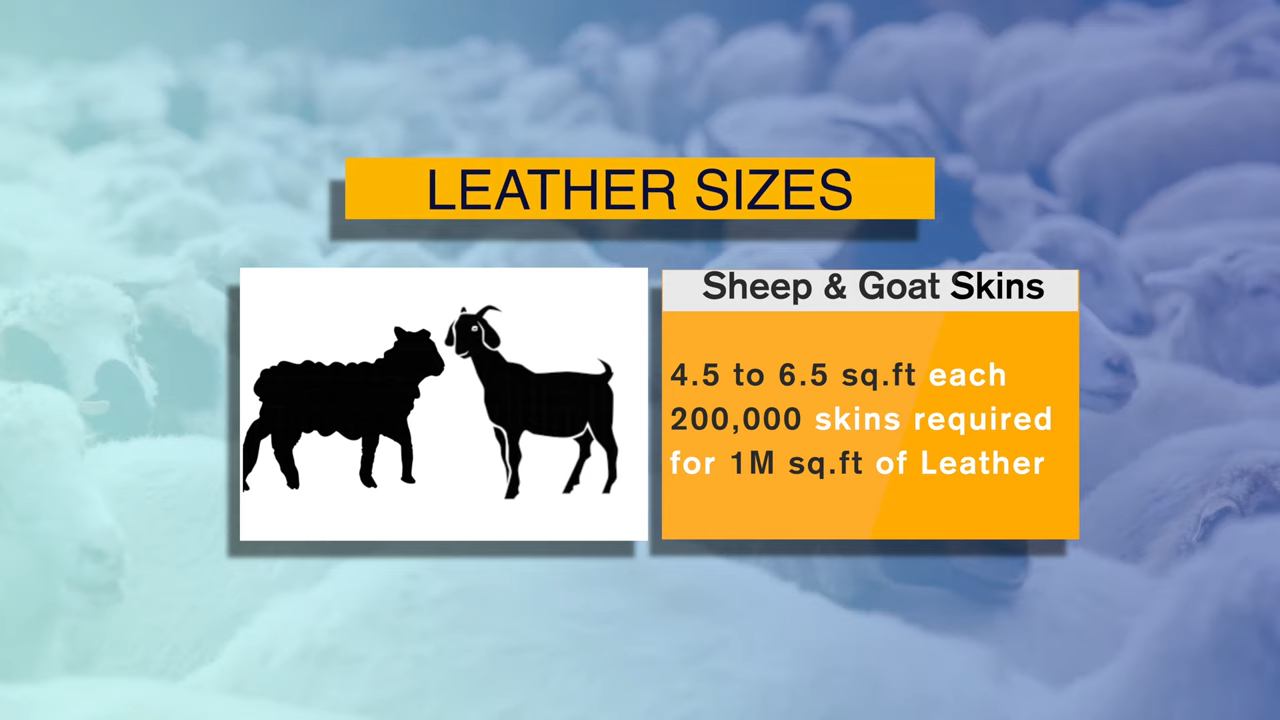 LEATHER SIZES
Sheep & Goat Skins
4.5 to 6.5 sq.ft each
200,000 skins required
for 1M sq.ft of Leather